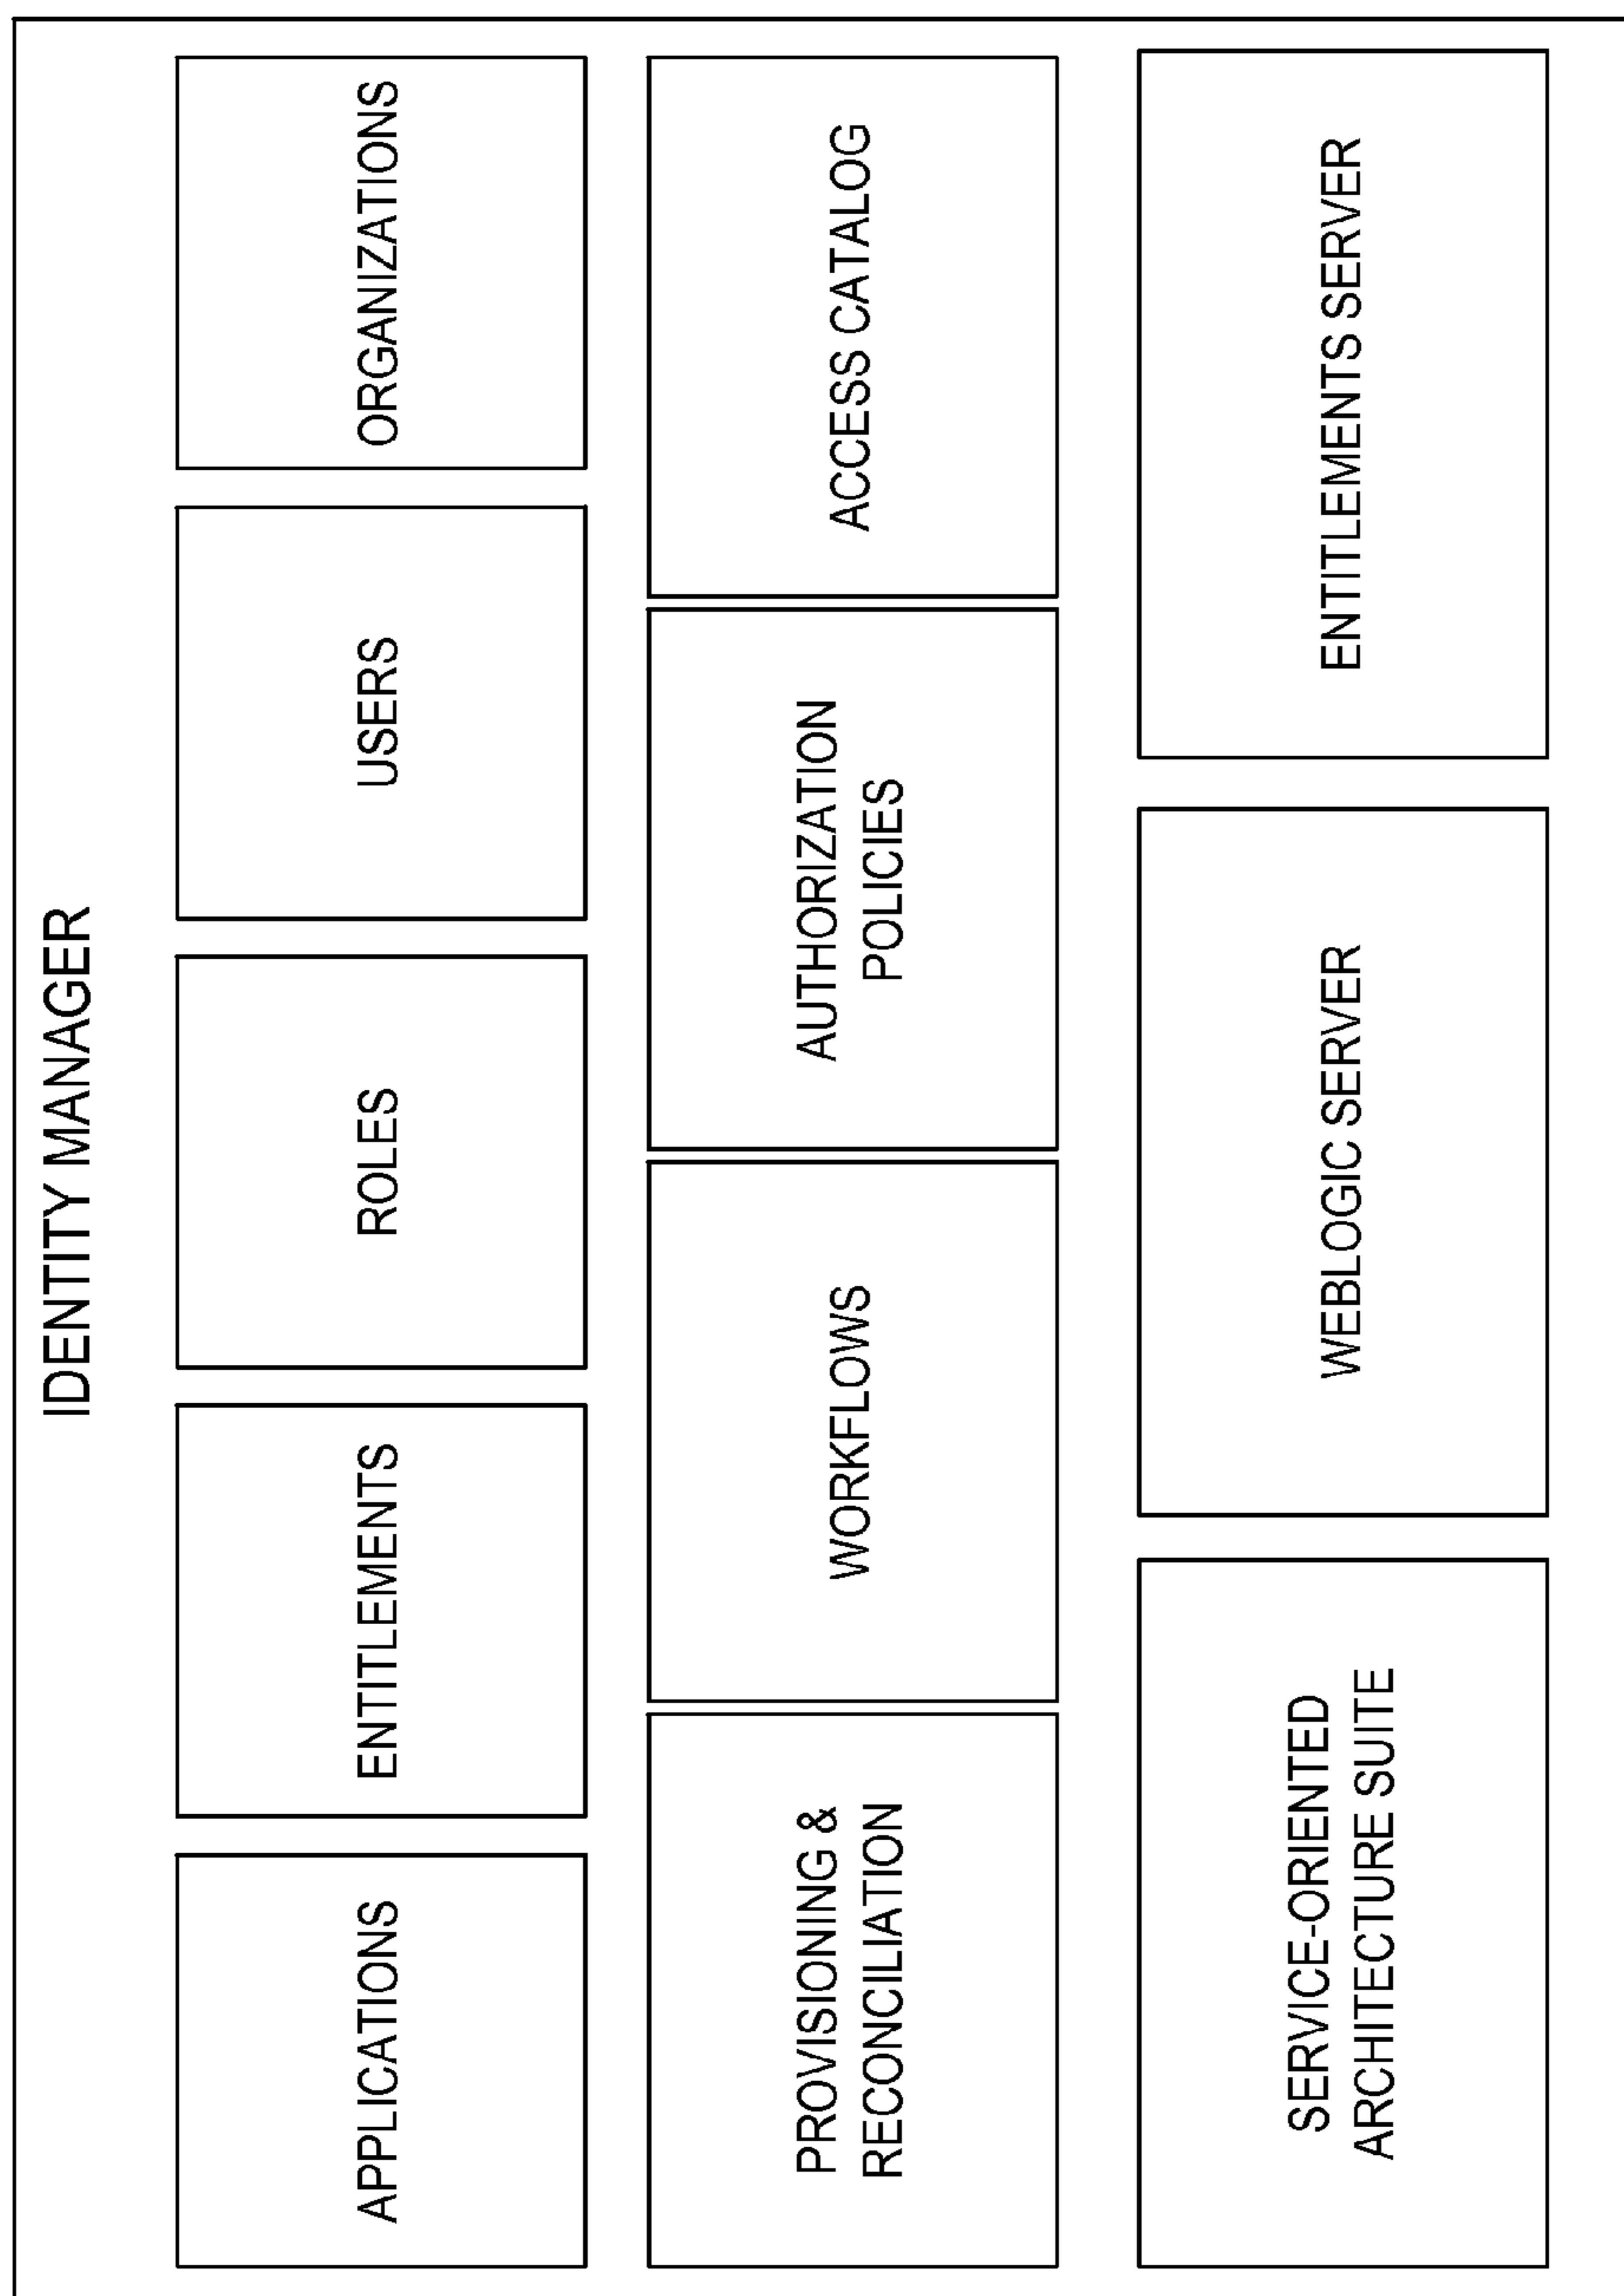 IDENTITY MANAGER
APPLICATIONS
ENTITLEMENTS
ROLES
USERS
ORGANIZATIONS
PROVISIONING &
RECONCILIATION
WORKFLOWS
AUTHORIZATION
POLICIES
ACCESS CATALOG
SERVICE-ORIENTED
ARCHITECTURE SUITE
WEBLOGIC SERVER
ENTITLEMENTS SERVER